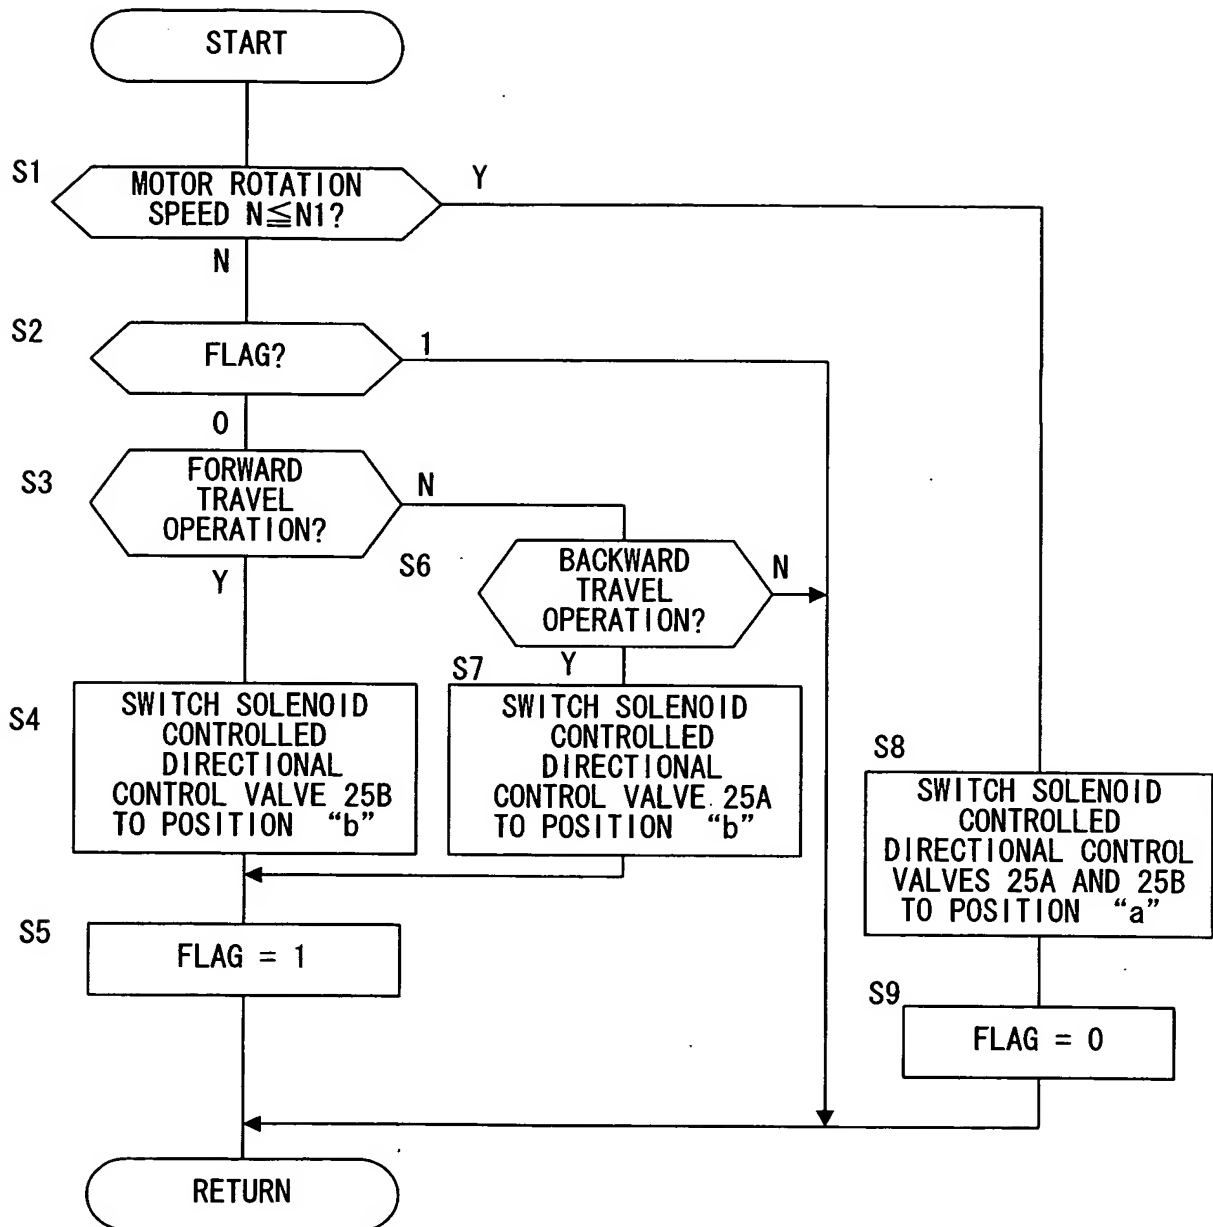 START
S1
MOTOR ROTATION
SPEED N≦N1?
Y
N
S2
FLAG?
1
0
S3
FORWARD
TRAVEL
OPERATION?
N
Y
S6
BACKWARD
TRAVEL
OPERATION?
N
Y
S4
SWITCH SOLENOID
CONTROLLED
DIRECTIONAL
CONTROL VALVE 25B
TO POSITION “b”
S7
SWITCH SOLENOID
CONTROLLED
DIRECTIONAL
CONTROL VALVE 25A
TO POSITION “b”
S8
SWITCH SOLENOID
CONTROLLED
DIRECTIONAL CONTROL
VALVES 25A AND 25B
TO POSITION “a”
S5
FLAG = 1
S9
FLAG = 0
RETURN